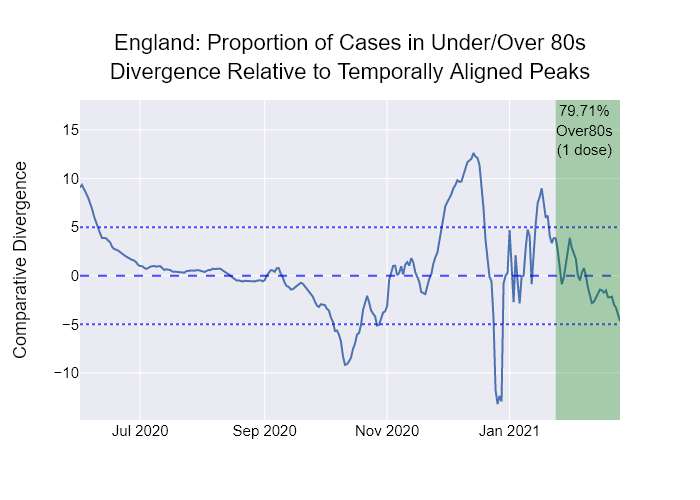 England: Proportion of Cases in Under/Over 80s
Divergence Relative to Temporally Aligned Peaks
79.71%
Over80s
(1 dose)
Comparative Divergence
15
10
5
0
−5
−10
Jul 2020
Sep 2020
Nov 2020
Jan 2021